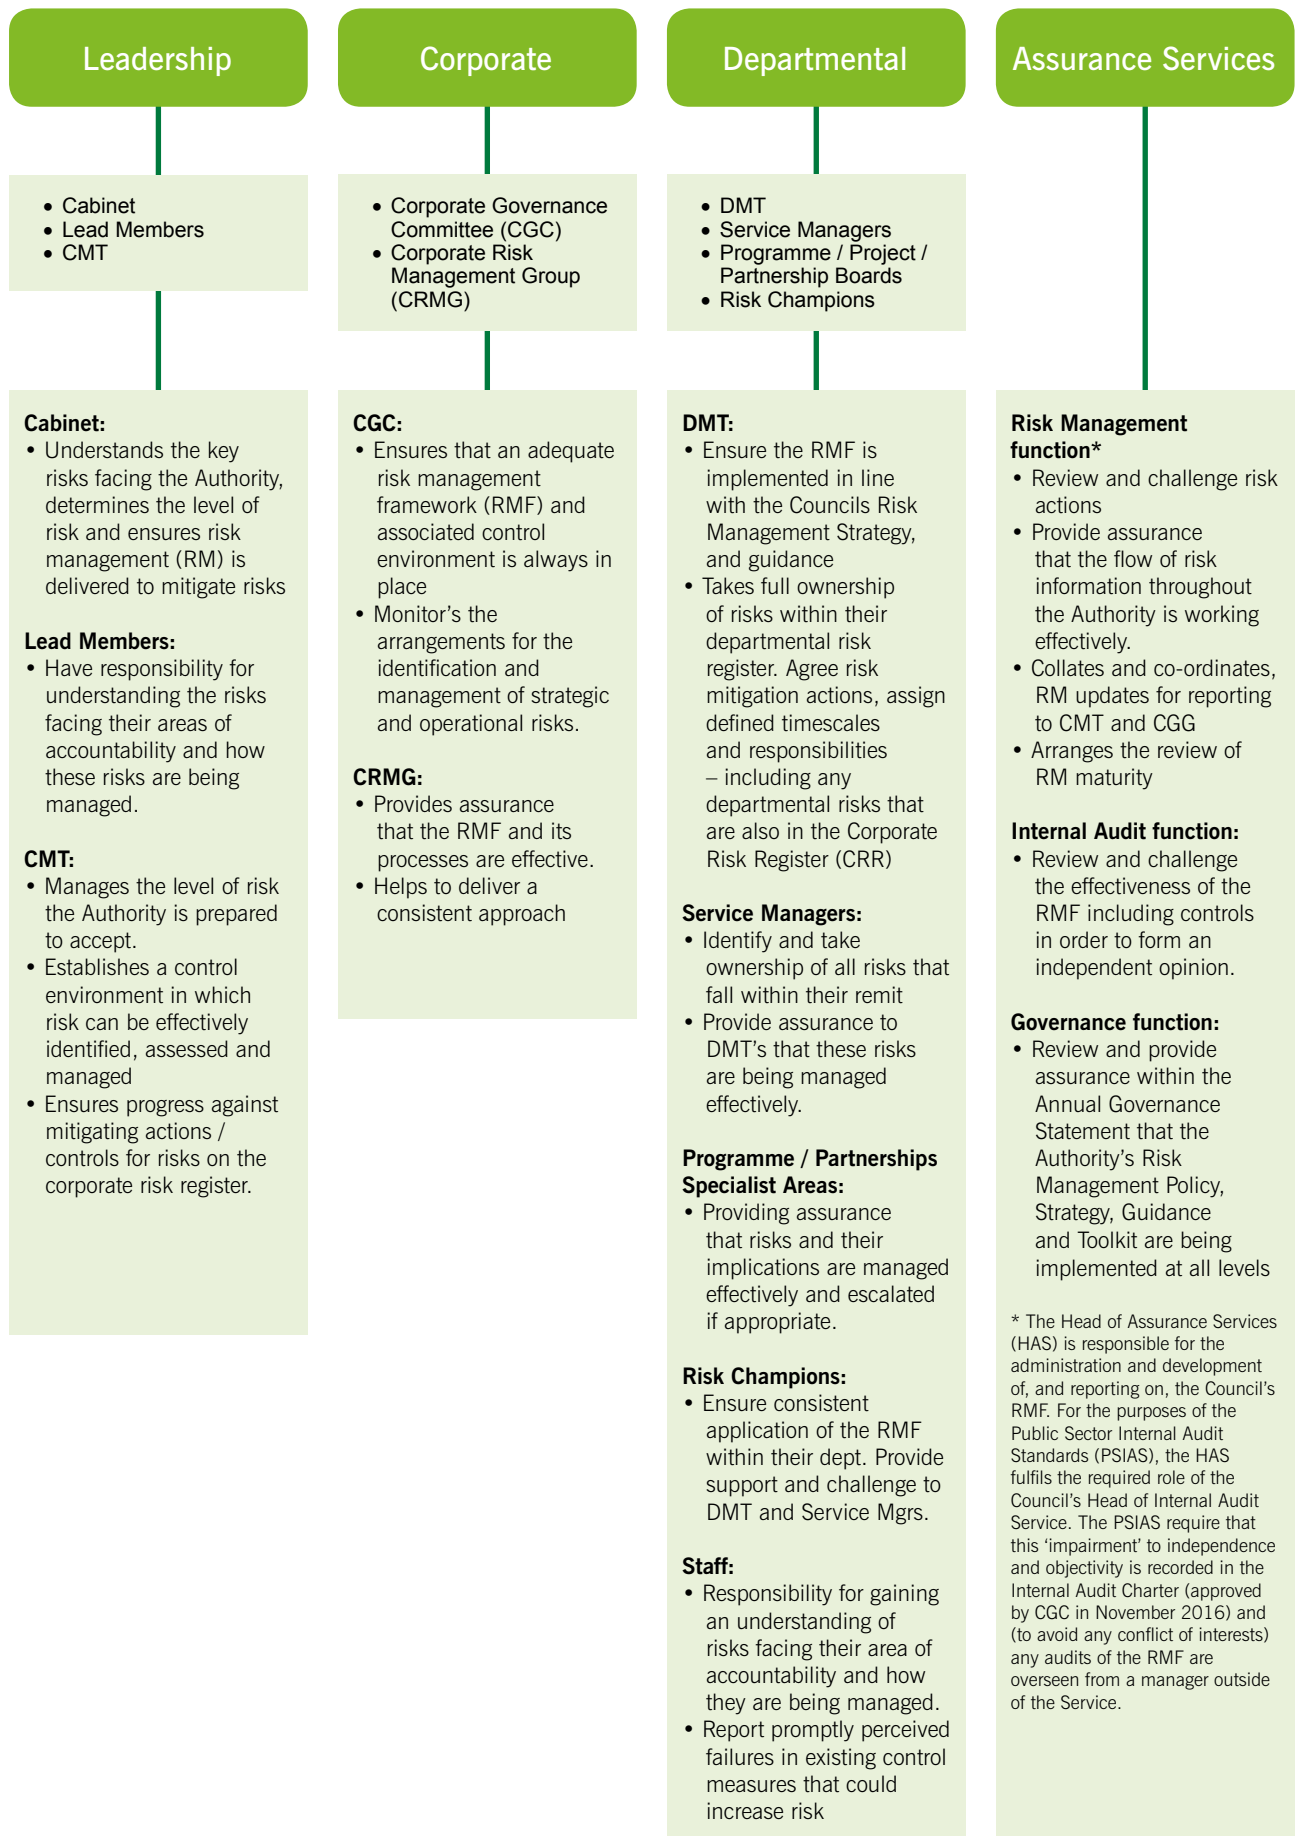 Leadership
• Cabinet
• Lead Members
• CMT
Cabinet:
• Understands the key
risks facing the Authority,
determines the level of
risk and ensures risk
management (RM) is
delivered to mitigate risks
Lead Members:
• Have responsibility for
understanding the risks
facing their areas of
accountability and how
these risks are being
managed.
CMT:
• Manages the level of risk
the Authority is prepared
to accept.
• Establishes a control
environment in which
risk can be effectively
identified, assessed and
managed
• Ensures progress against
mitigating actions /
controls for risks on the
corporate risk register.
Corporate
• Corporate Governance
Committee (CGC)
• Corporate Risk
Management Group
(CRMG)
CGC:
• Ensures that an adequate
risk management
framework (RMF) and
associated control
environment is always in
place
• Monitor's the
arrangements for the
identification and
management of strategic
and operational risks.
CRMG:
• Provides assurance
that the RMF and its
processes are effective.
• Helps to deliver a
consistent approach
Departmental
• DMT
• Service Managers
• Programme / Project /
Partnership Boards
• Risk Champions
DMT:
• Ensure the RMF is
implemented in line
with the Councils Risk
Management Strategy,
and guidance
• Takes full ownership
of risks within their
departmental risk
register. Agree risk
mitigation actions, assign
defined timescales
and responsibilities
– including any
departmental risks that
are also in the Corporate
Risk Register (CRR)
Service Managers:
• Identify and take
ownership of all risks that
fall within their remit
• Provide assurance to
DMT's that these risks
are being managed
effectively.
Programme / Partnerships
Specialist Areas:
• Providing assurance
that risks and their
implications are managed
effectively and escalated
if appropriate.
Risk Champions:
• Ensure consistent
application of the RMF
within their dept. Provide
support and challenge to
DMT and Service Mgrs.
Staff:
• Responsibility for gaining
an understanding of
risks facing their area of
accountability and how
they are being managed.
• Report promptly perceived
failures in existing control
measures that could
increase risk
Assurance Services
Risk Management
function*
• Review and challenge risk
actions
• Provide assurance
that the flow of risk
information throughout
the Authority is working
effectively.
• Collates and co-ordinates,
RM updates for reporting
to CMT and CGG
• Arranges the review of
RM maturity
Internal Audit function:
• Review and challenge
the effectiveness of the
RMF including controls
in order to form an
independent opinion.
Governance function:
• Review and provide
assurance within the
Annual Governance
Statement that the
Authority's Risk
Management Policy,
Strategy, Guidance
and Toolkit are being
implemented at all levels
* The Head of Assurance Services
(HAS) is responsible for the
administration and development
of, and reporting on, the Council's
RMF. For the purposes of the
Public Sector Internal Audit
Standards (PSIAS), the HAS
fulfils the required role of the
Council's Head of Internal Audit
Service. The PSIAS require that
this 'impairment' to independence
and objectivity is recorded in the
Internal Audit Charter (approved
by CGC in November 2016) and
(to avoid any conflict of interests)
any audits of the RMF are
overseen from a manager outside
of the Service.